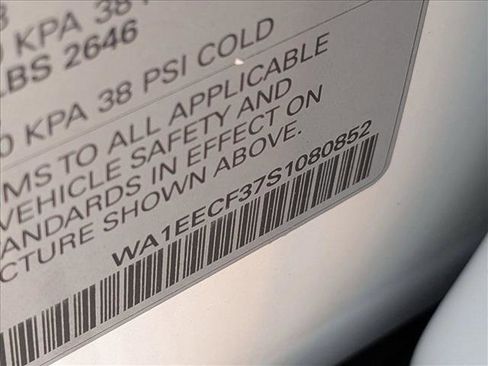 KPA 38
LBS 2646
0 KPA 38 PSI COLD
MS TO ALL APPLICABLE
VEHICLE SAFETY AND
ANDARDS IN EFFECT ON
CTURE SHOWN ABOVE.
WA1EECF37S1080852